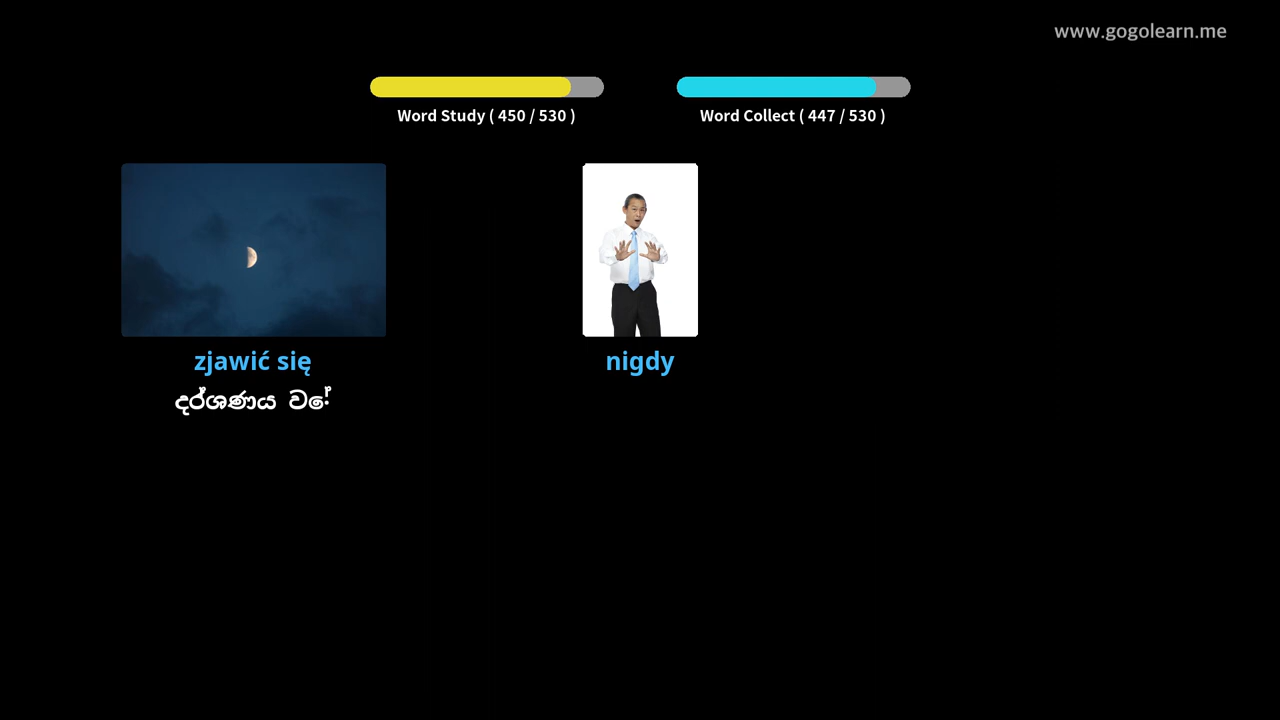 www.gogolearn.me
Word Study ( 450 / 530 )
Word Collect ( 447 / 530 )
zjawić się
nigdy
දර්ශණය වේ!